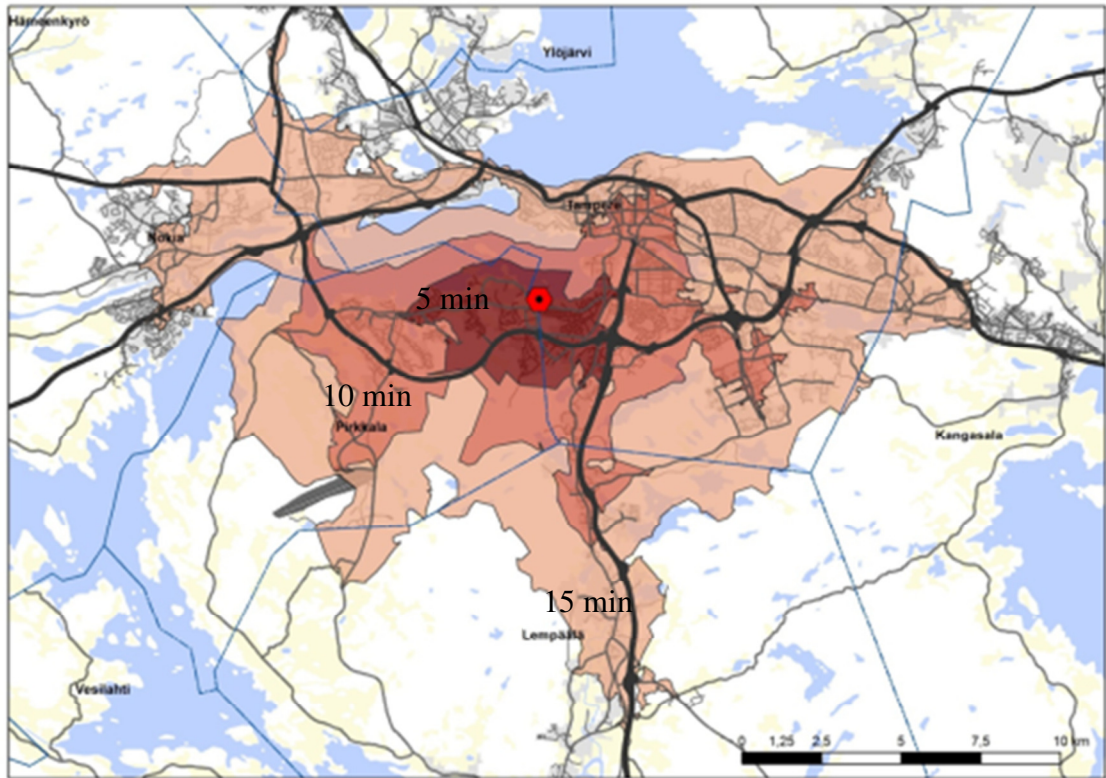 Hämeenkyrö
Ylöjärvi
Tampere
Nokia
5 min
10 min
Pirkkala
Kangasala
15 min
Lempäälä
Vesilahti
0 1,25 2,5 5 7,5 10 km